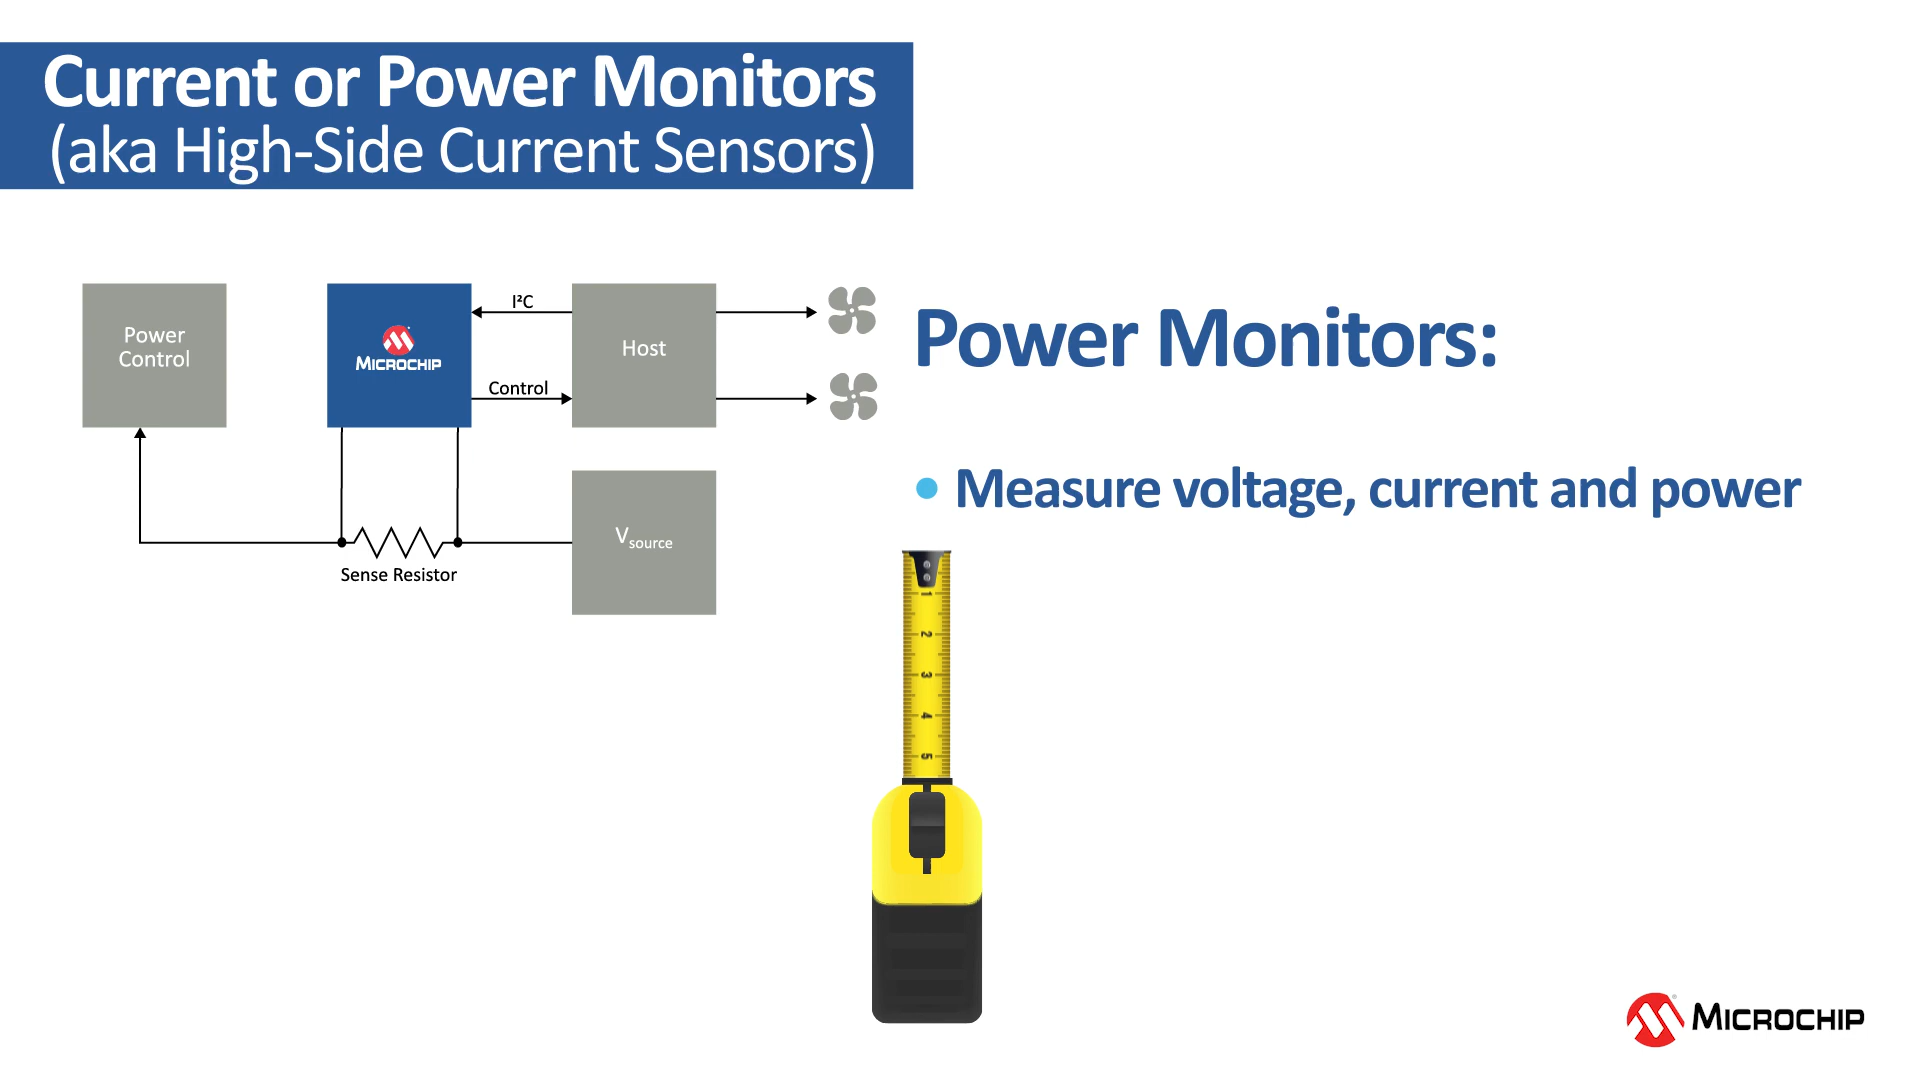 Current or Power Monitors
(aka High-Side Current Sensors)
Power
Control
MICROCHIP
I²C
Control
Host
Vsource
Sense Resistor
Power Monitors:
• Measure voltage, current and power
1
2
3
4
5
MICROCHIP